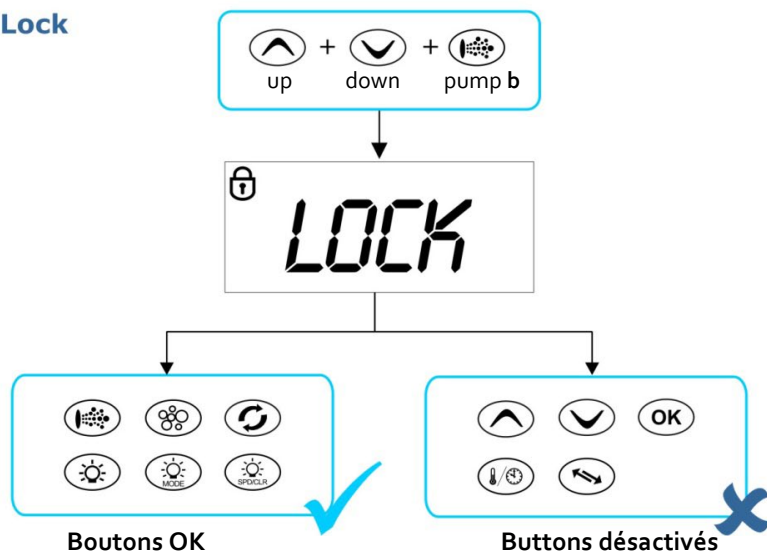 Lock
+ +
up down pump b
LOCK
OK
MODE SPD/CLR
Boutons OK Buttons désactivés